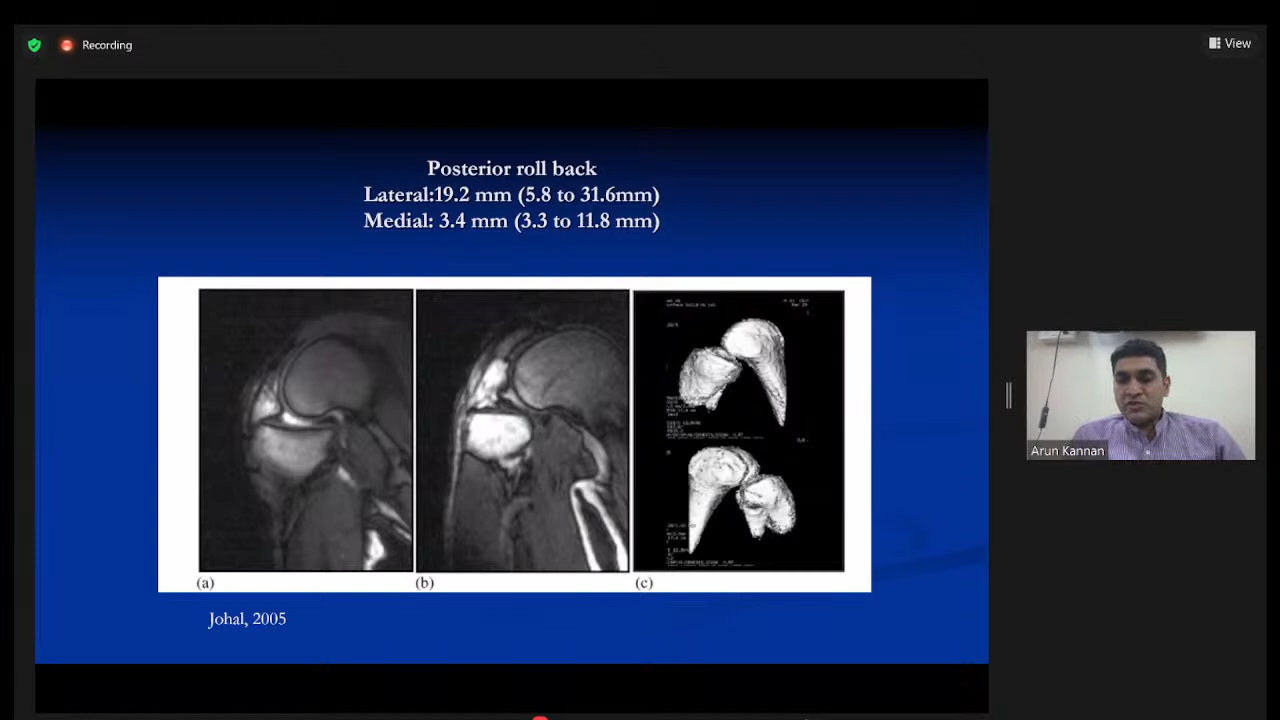 Recording
View
Posterior roll back
Lateral:19.2 mm (5.8 to 31.6mm)
Medial: 3.4 mm (3.3 to 11.8 mm)
(a)
(b)
(c)
Johal, 2005
Arun Kannan